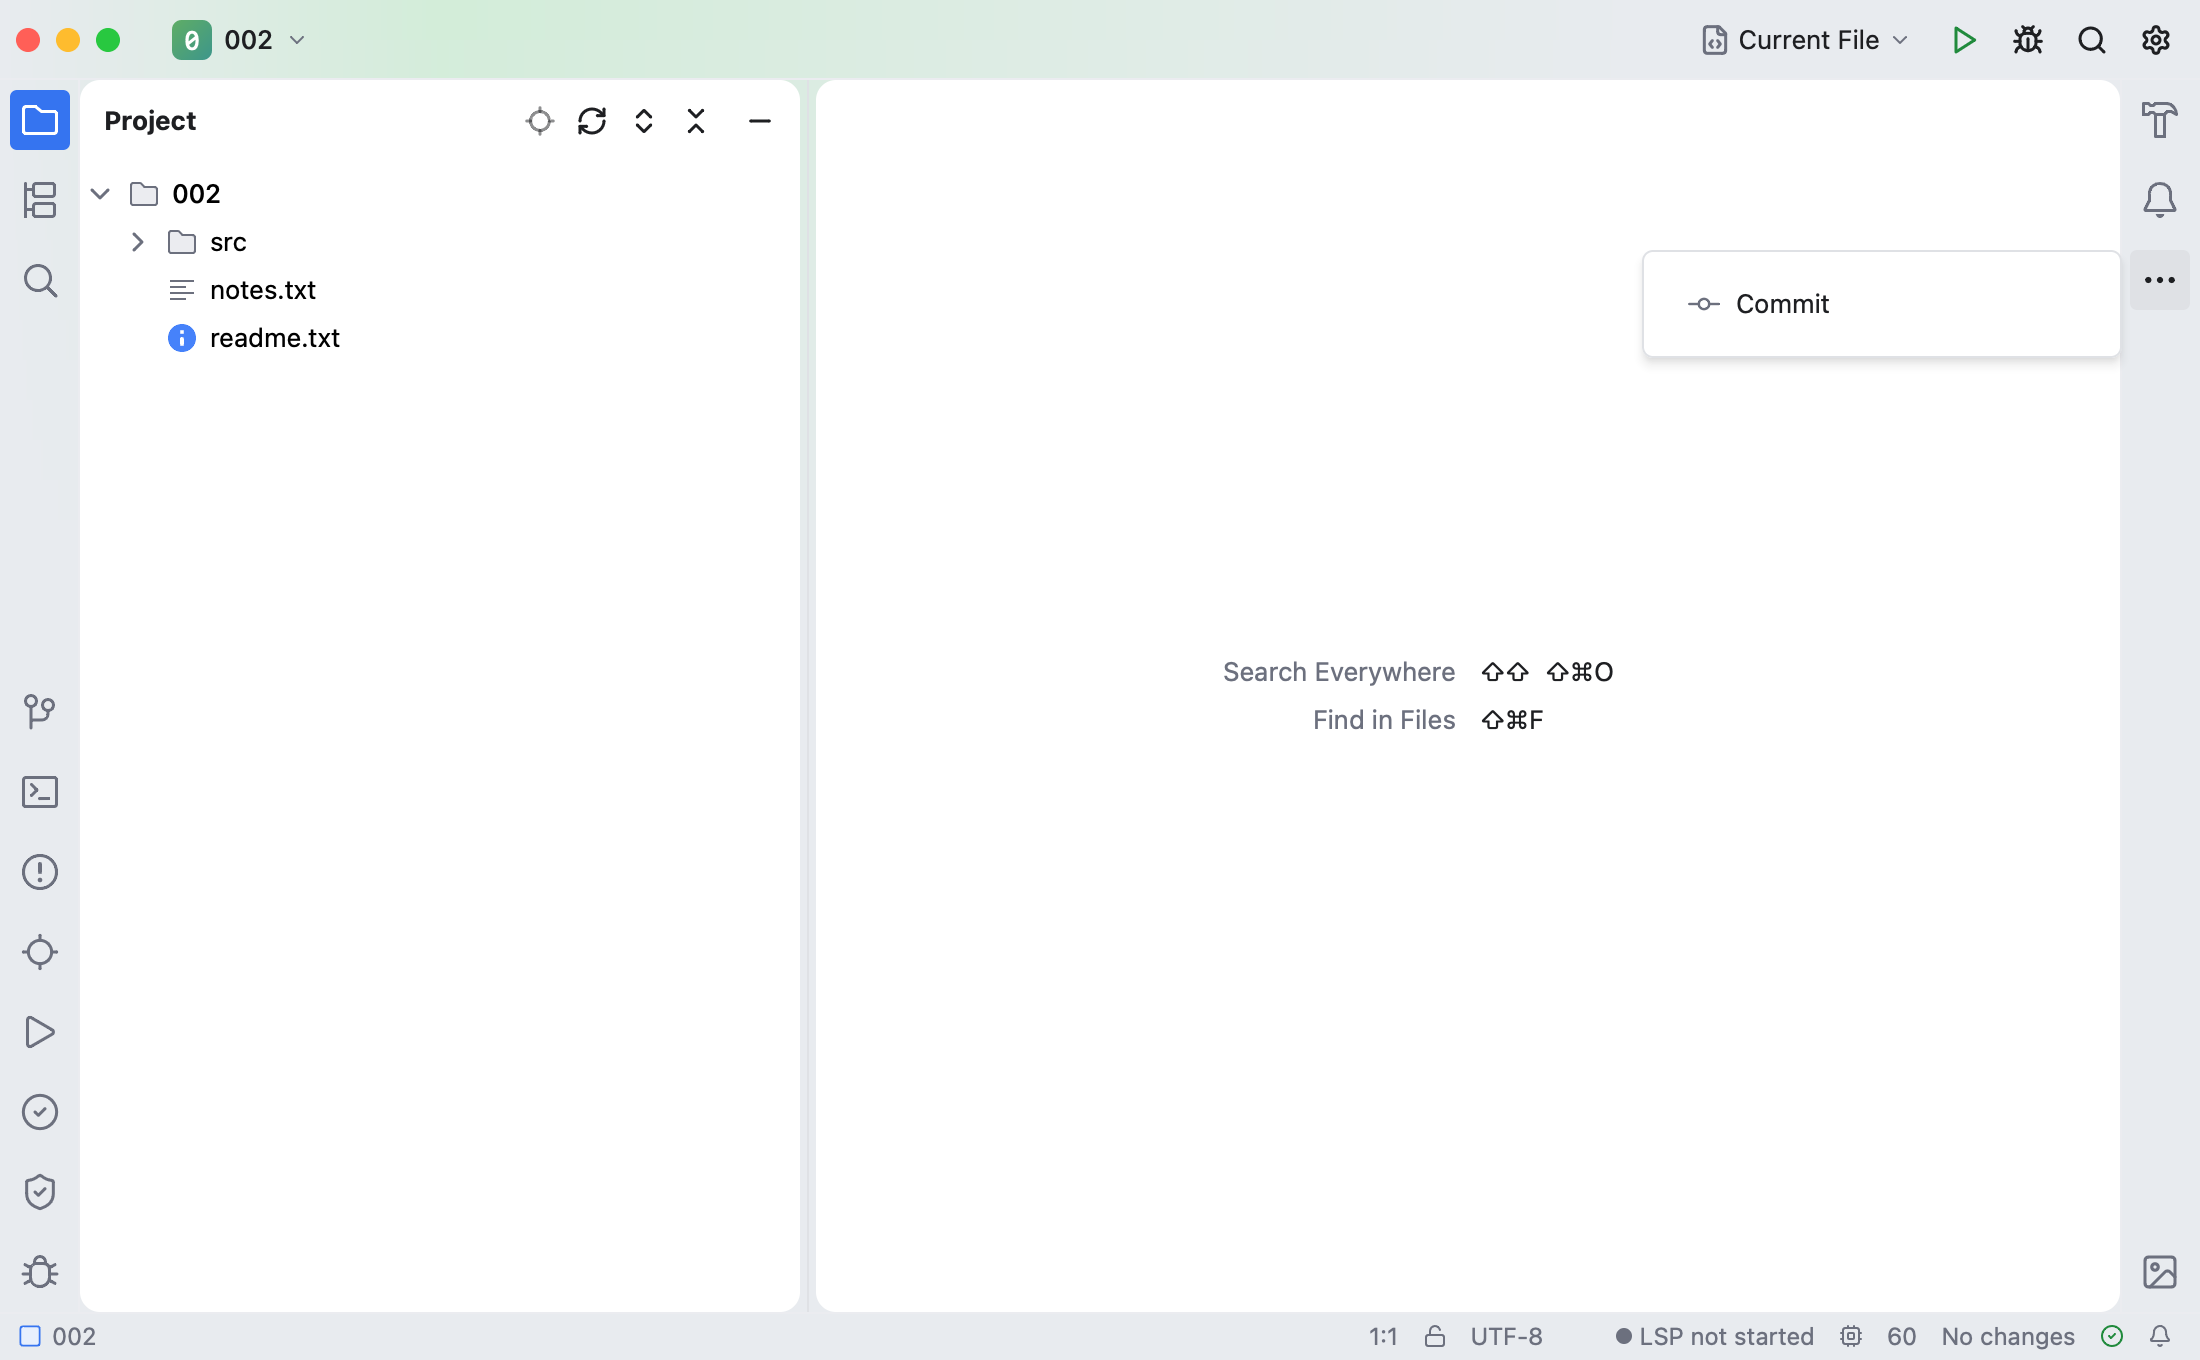 0 002
Current File
Project
002
src
notes.txt
readme.txt
Commit
Search Everywhere ⇧⇧ ⇧⌘O
Find in Files ⇧⌘F
002
1:1
UTF-8
LSP not started
60
No changes